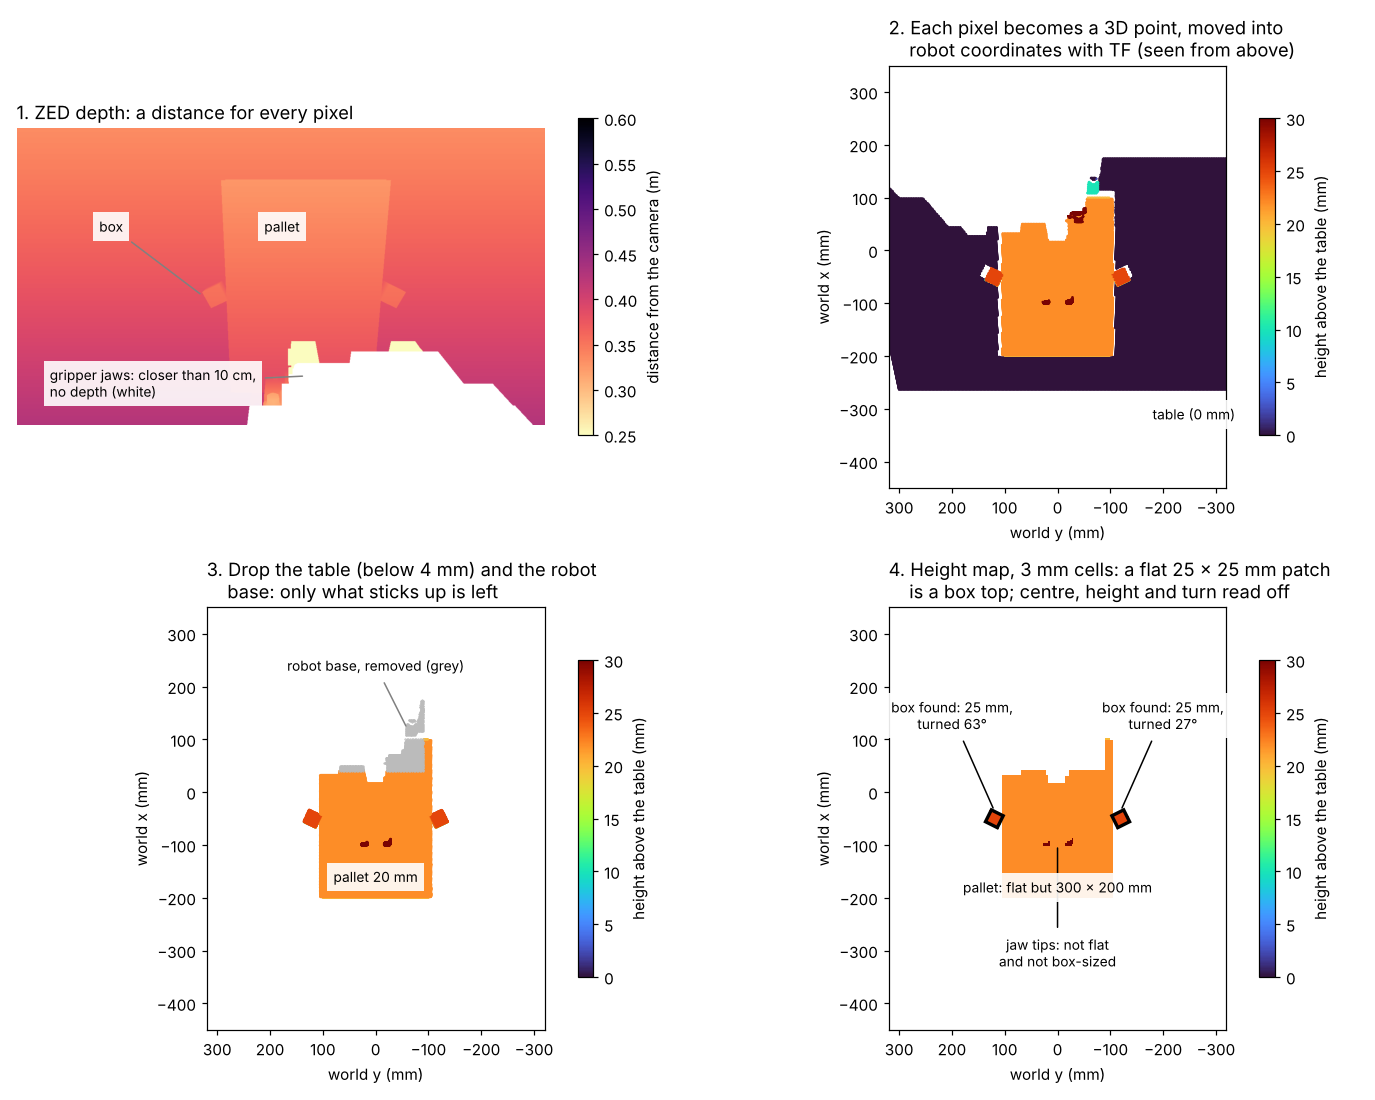 1. ZED depth: a distance for every pixel
box
pallet
gripper jaws: closer than 10 cm,
no depth (white)
0.60
0.55
0.50
0.45
0.40
0.35
0.30
0.25
distance from the camera (m)
2. Each pixel becomes a 3D point, moved into
robot coordinates with TF (seen from above)
300
200
100
0
−100
−200
−300
−400
world x (mm)
table (0 mm)
300 200 100 0 −100 −200 −300
world y (mm)
30
25
20
15
10
5
0
height above the table (mm)
3. Drop the table (below 4 mm) and the robot
base: only what sticks up is left
300
200
100
0
−100
−200
−300
−400
world x (mm)
robot base, removed (grey)
pallet 20 mm
300 200 100 0 −100 −200 −300
world y (mm)
30
25
20
15
10
5
0
height above the table (mm)
4. Height map, 3 mm cells: a flat 25 × 25 mm patch
is a box top; centre, height and turn read off
300
200
100
0
−100
−200
−300
−400
world x (mm)
box found: 25 mm,
turned 63°
box found: 25 mm,
turned 27°
pallet: flat but 300 × 200 mm
jaw tips: not flat
and not box-sized
300 200 100 0 −100 −200 −300
world y (mm)
30
25
20
15
10
5
0
height above the table (mm)